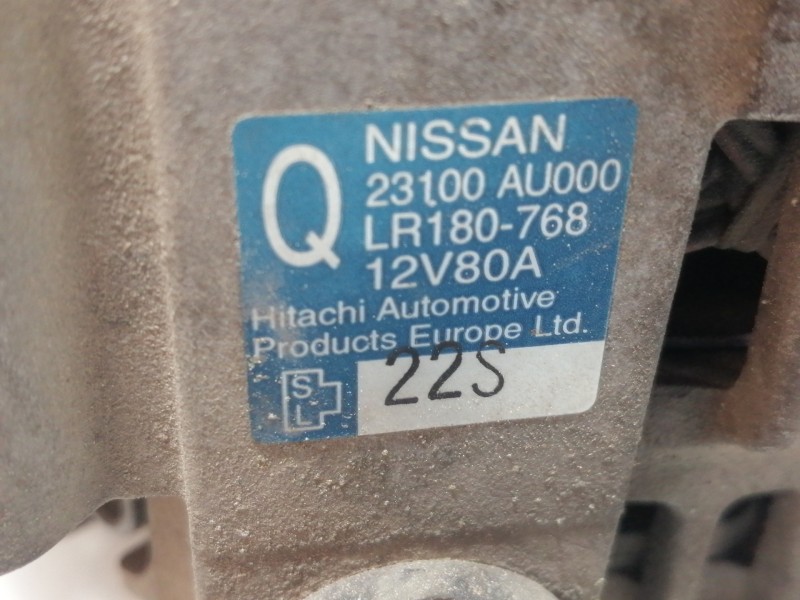 Q
NISSAN
23100 AU000
LR180-768
12V80A
Hitachi Automotive
Products Europe Ltd.
S
L
22S